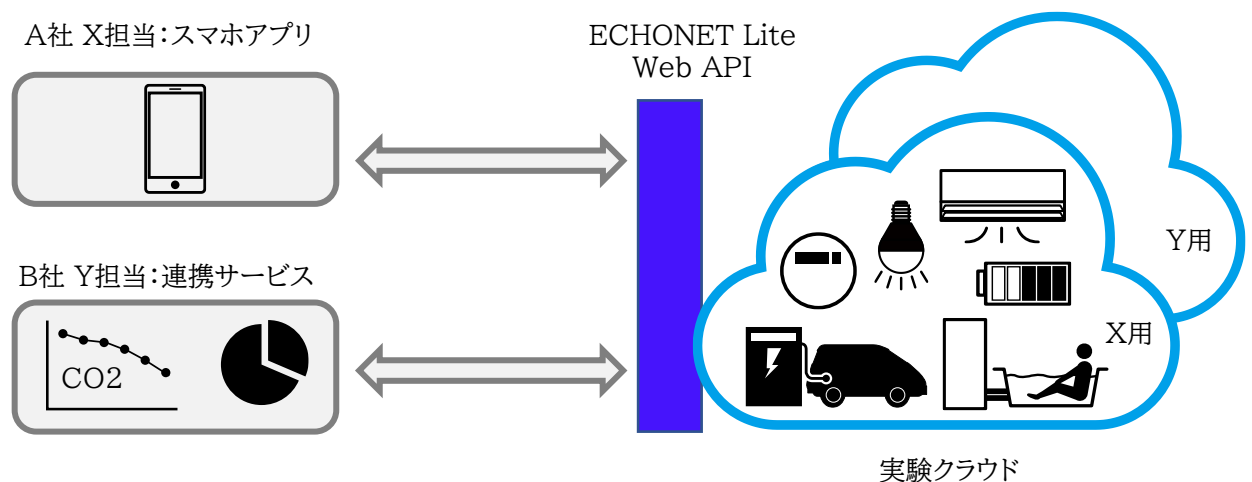 A社 X担当：スマホアプリ
ECHONET Lite
Web API
B社 Y担当：連携サービス
CO2
Y用
X用
実験クラウド